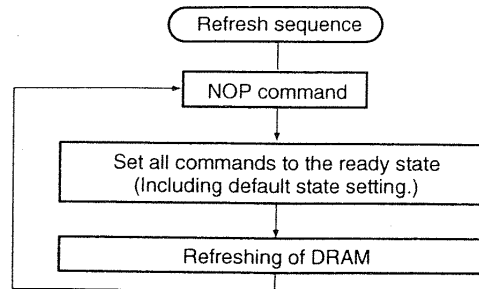 Refresh sequence
NOP command
Set all commands to the ready state
(Including default state setting.)
Refreshing of DRAM